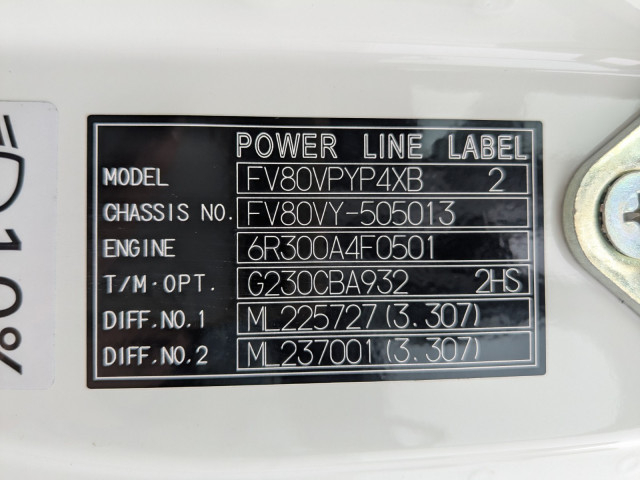 POWER LINE LABEL
MODEL FV80VPYP4XB 2
CHASSIS NO. FV80VY-505013
ENGINE 6R300A4F0501
T/M·OPT. G230CBA932 2HS
DIFF.NO.1 ML225727(3.307)
DIFF.NO.2 ML237001(3.307)
10%